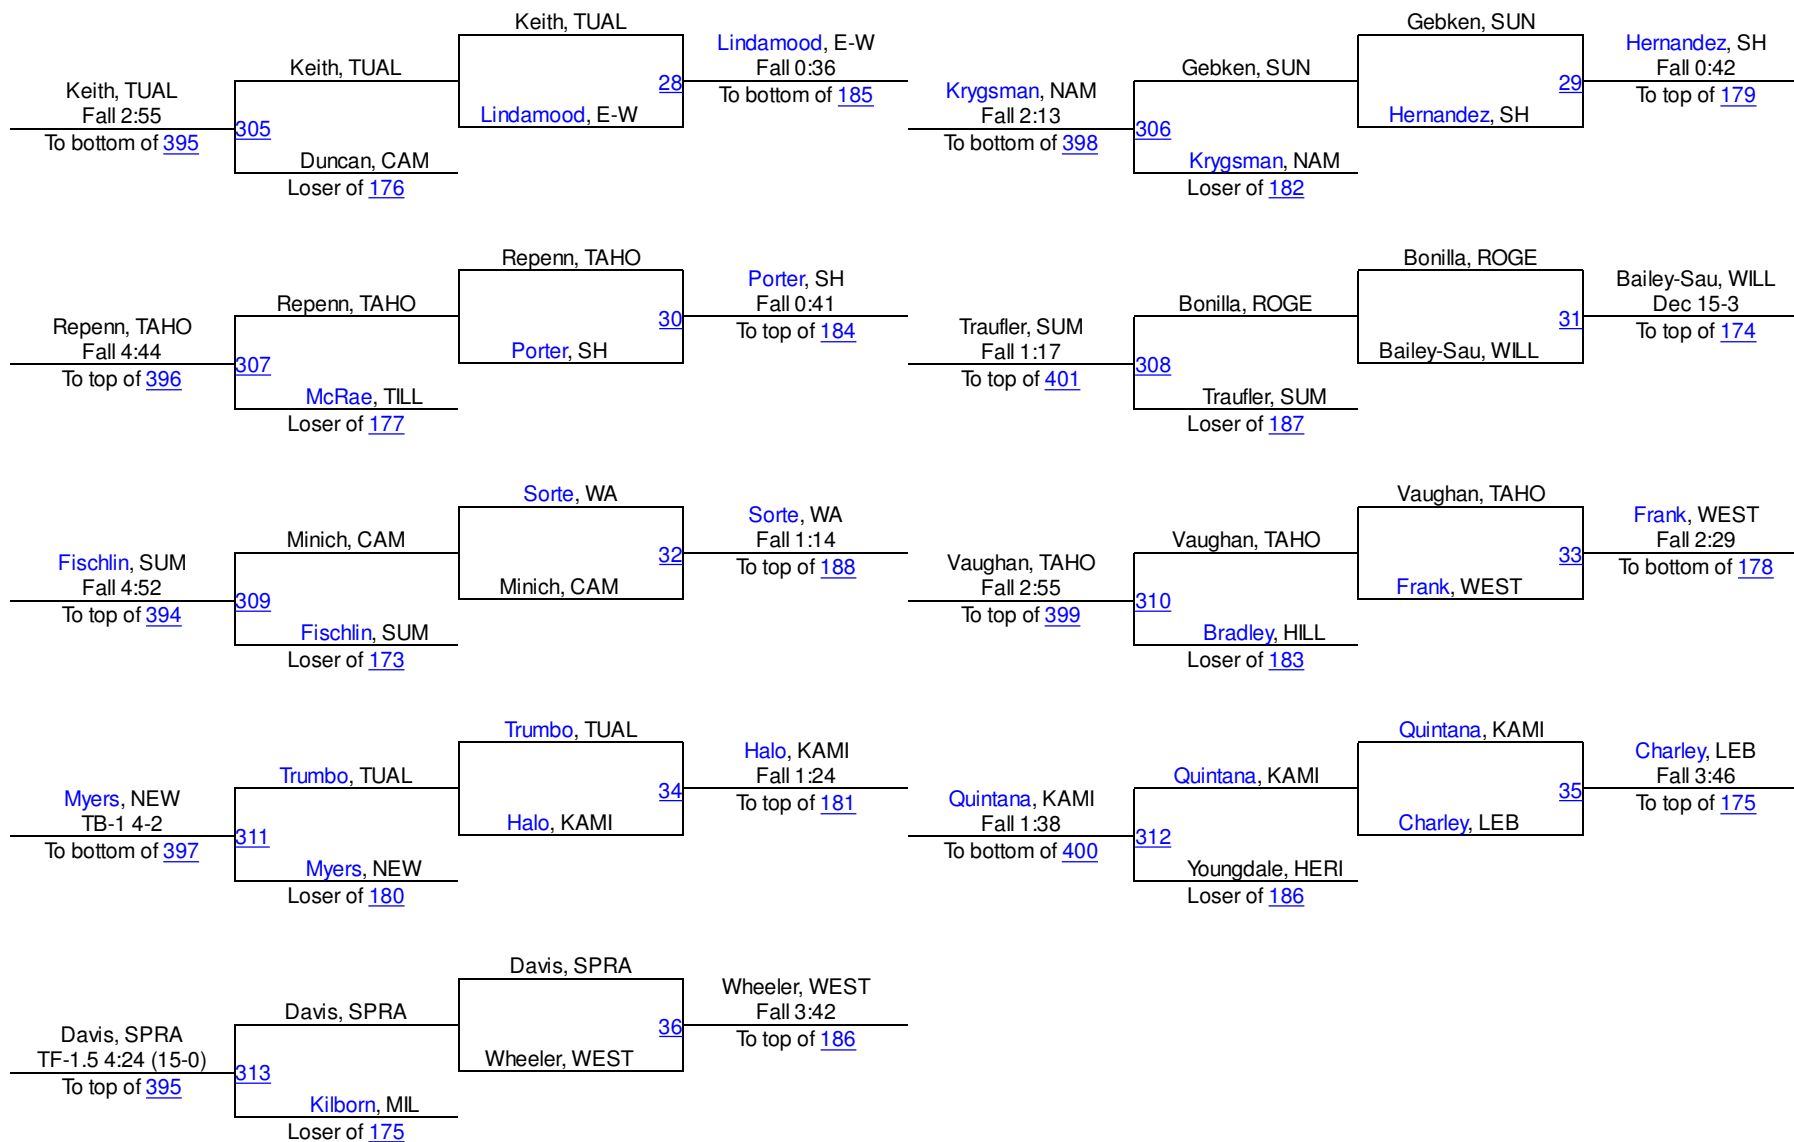 Keith, TUAL
Lindamood, E-W
Fall 0:36
To bottom of 185
Keith, TUAL
28
Lindamood, E-W
Keith, TUAL
Fall 2:55
To bottom of 395
305
Duncan, CAM
Loser of 176
Gebken, SUN
Hernandez, SH
Fall 0:42
To top of 179
Gebken, SUN
29
Hernandez, SH
Krygsman, NAM
Fall 2:13
To bottom of 398
306
Krygsman, NAM
Loser of 182
Repenn, TAHO
Porter, SH
Fall 0:41
To top of 184
Repenn, TAHO
30
Porter, SH
Repenn, TAHO
Fall 4:44
To top of 396
307
McRae, TILL
Loser of 177
Bonilla, ROGE
Bailey-Sau, WILL
Dec 15-3
To top of 174
Bonilla, ROGE
31
Bailey-Sau, WILL
Traufler, SUM
Fall 1:17
To top of 401
308
Traufler, SUM
Loser of 187
Sorte, WA
Sorte, WA
Fall 1:14
To top of 188
Minich, CAM
32
Minich, CAM
Fischlin, SUM
Fall 4:52
To top of 394
309
Fischlin, SUM
Loser of 173
Vaughan, TAHO
Frank, WEST
Fall 2:29
To bottom of 178
Vaughan, TAHO
33
Frank, WEST
Vaughan, TAHO
Fall 2:55
To top of 399
310
Bradley, HILL
Loser of 183
Trumbo, TUAL
Halo, KAMI
Fall 1:24
To top of 181
Trumbo, TUAL
34
Halo, KAMI
Myers, NEW
TB-1 4-2
To bottom of 397
311
Myers, NEW
Loser of 180
Quintana, KAMI
Charley, LEB
Fall 3:46
To top of 175
Quintana, KAMI
35
Charley, LEB
Quintana, KAMI
Fall 1:38
To bottom of 400
312
Youngdale, HERI
Loser of 186
Davis, SPRA
Wheeler, WEST
Fall 3:42
To top of 186
Davis, SPRA
36
Wheeler, WEST
Davis, SPRA
TF-1.5 4:24 (15-0)
To top of 395
313
Kilborn, MIL
Loser of 175